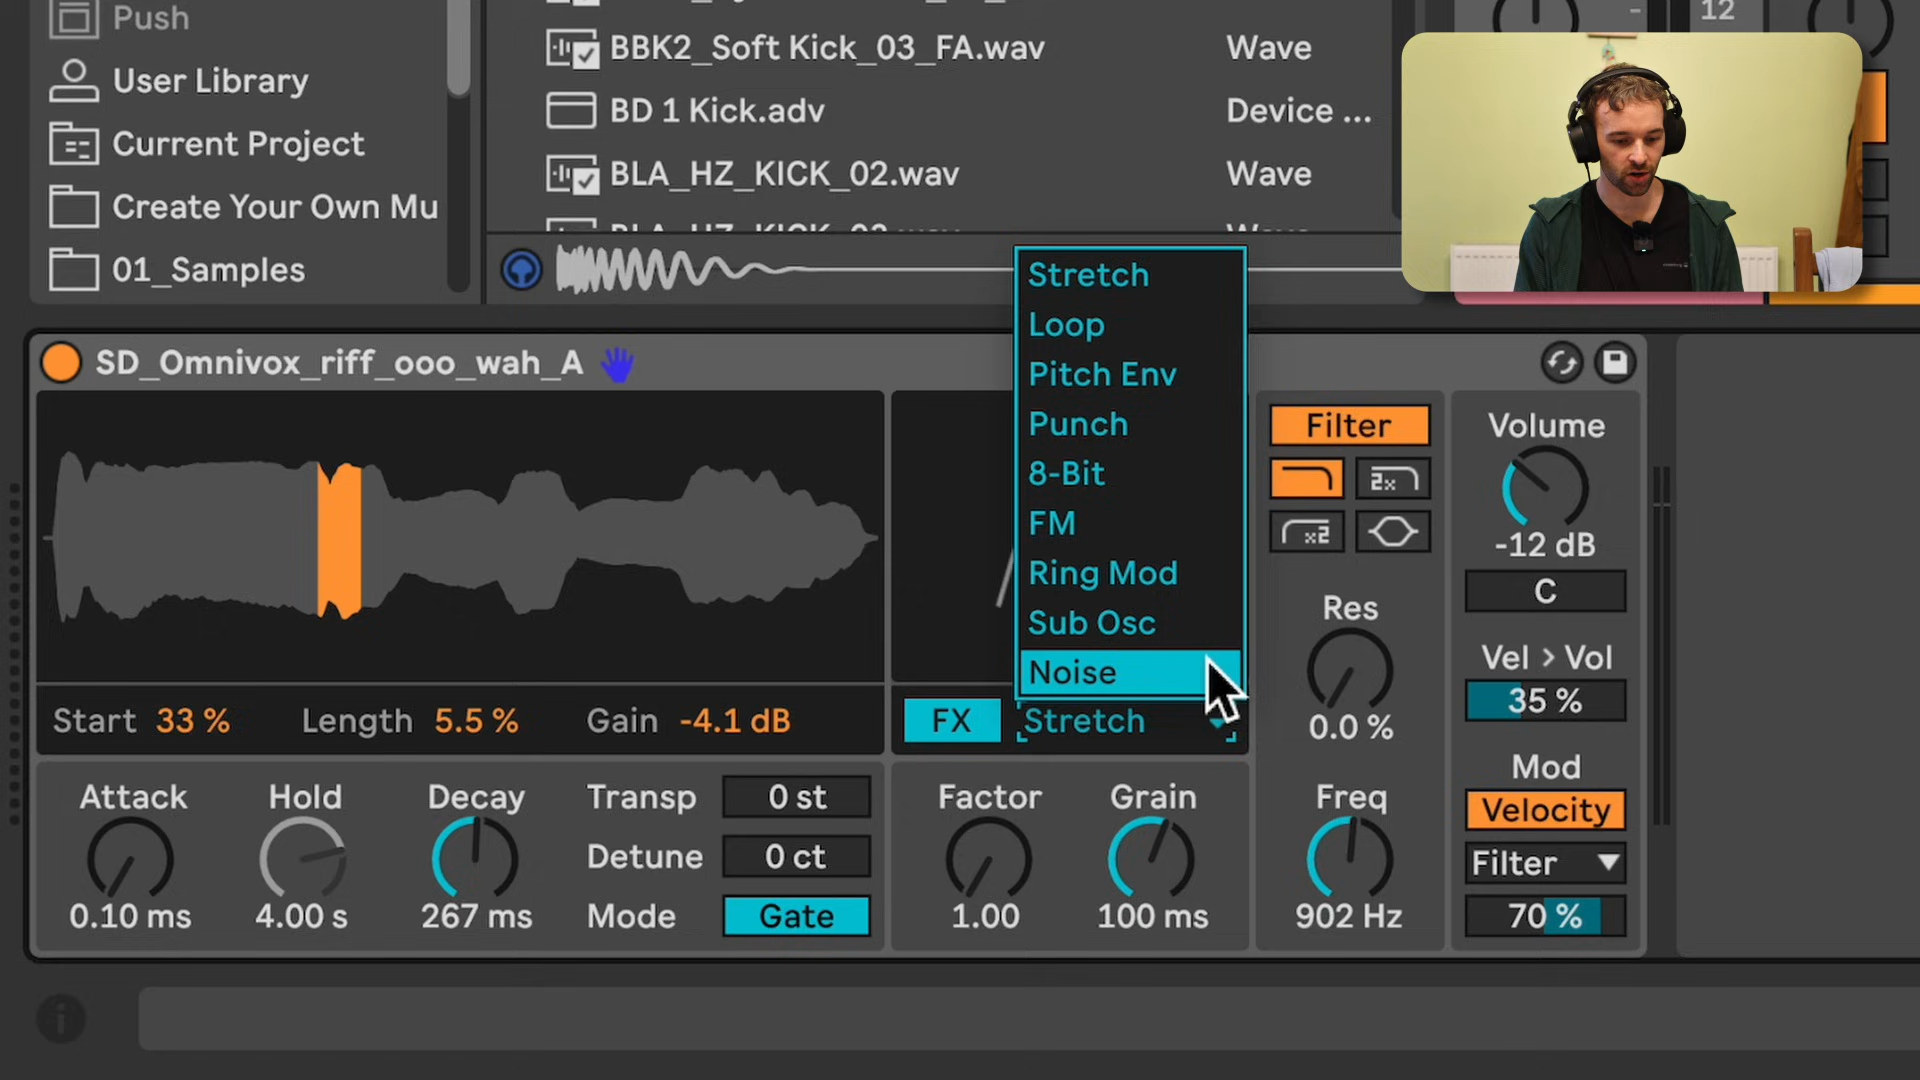 Push
User Library
Current Project
Create Your Own Mu
01_Samples
BBK2_Soft Kick_03_FA.wav Wave
BD 1 Kick.adv Device ...
BLA_HZ_KICK_02.wav Wave
- 12
SD_Omnivox_riff_ooo_wah_A
Start 33 % Length 5.5 % Gain -4.1 dB
Attack Hold Decay
0.10 ms 4.00 s 267 ms
Transp 0 st
Detune 0 ct
Mode Gate
Stretch
Loop
Pitch Env
Punch
8-Bit
FM
Ring Mod
Sub Osc
Noise
FX Stretch
Factor Grain
1.00 100 ms
Filter
2x
x2
Res
0.0 %
Freq
902 Hz
Volume
-12 dB
C
Vel > Vol
35 %
Mod
Velocity
Filter
70 %